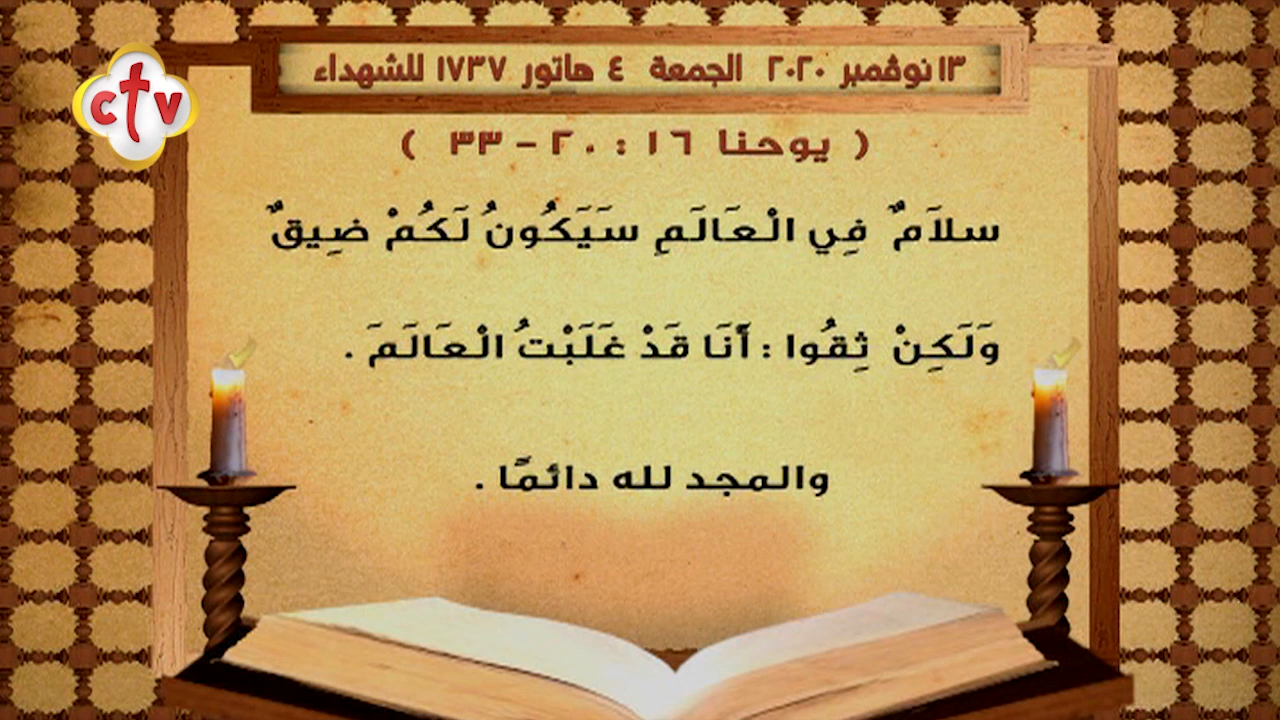 ctv
١٣ نوفمبر ٢٠٢٠ الجمعة ٤ هاتور ١٧٣٧ للشهداء
( يوحنا ١٦ : ٢٠ - ٣٣ )
سلاَمٌ فِي الْعَالَمِ سَيَكُونُ لَكُمْ ضِيقٌ
وَلَكِنْ ثِقُوا : أَنَا قَدْ غَلَبْتُ الْعَالَمَ .
والمجد لله دائمًا .